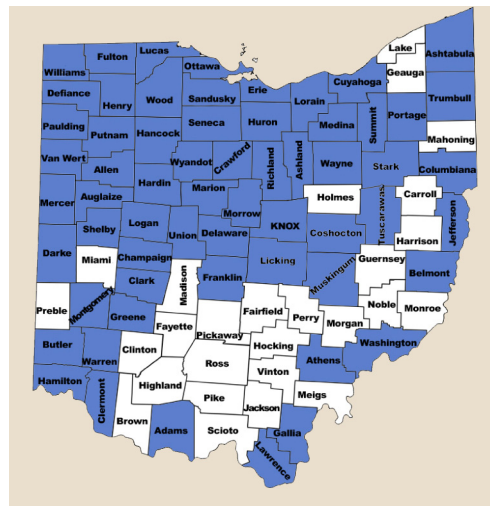 Lake
Ashtabula
Geauga
Lucas
Fulton
Williams
Ottawa
Erie
Cuyahoga
Trumbull
Defiance
Henry
Wood
Sandusky
Lorain
Portage
Summit
Medina
Huron
Seneca
Hancock
Putnam
Paulding
Mahoning
Van Wert
Allen
Wyandot
Crawford
Richland
Ashland
Wayne
Stark
Columbiana
Hardin
Marion
Mercer
Auglaize
Holmes
Carroll
Jefferson
Tuscarawas
Morrow
KNOX
Coshocton
Harrison
Shelby
Logan
Union
Delaware
Darke
Miami
Champaign
Licking
Guernsey
Muskingum
Belmont
Clark
Madison
Franklin
Preble
Montgomery
Greene
Fairfield
Perry
Noble
Monroe
Morgan
Fayette
Pickaway
Butler
Warren
Clinton
Hocking
Washington
Athens
Ross
Vinton
Hamilton
Clermont
Highland
Pike
Meigs
Jackson
Brown
Adams
Scioto
Gallia
Lawrence